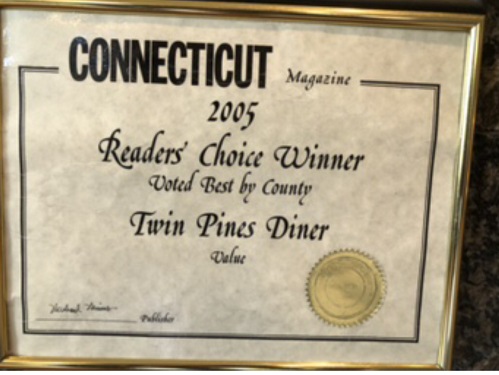 CONNECTICUT Magazine
2005
Readers' Choice Winner
Voted Best by County
Twin Pines Diner
Value
Publisher